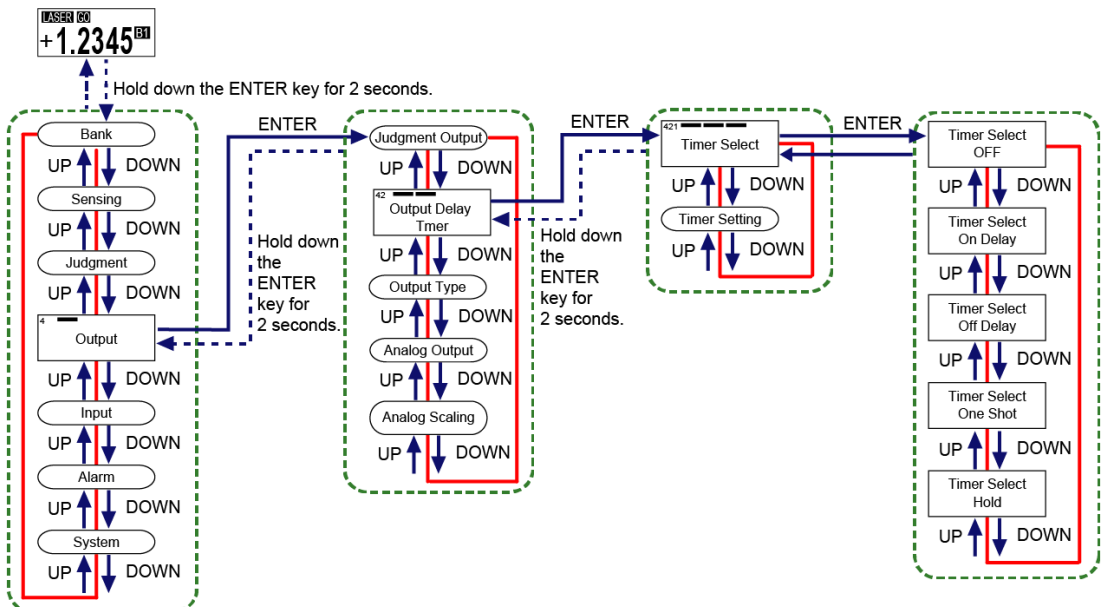 LASER GO
+1.2345 B1
Hold down the ENTER key for 2 seconds.
Bank
UP DOWN
Sensing
UP DOWN
Judgment
UP DOWN
4
Output
UP DOWN
Input
UP DOWN
Alarm
UP DOWN
System
UP DOWN
ENTER
Hold down
the
ENTER
key for
2 seconds.
Judgment Output
UP DOWN
42
Output Delay
Tmer
UP DOWN
Output Type
UP DOWN
Analog Output
UP DOWN
Analog Scaling
UP DOWN
ENTER
Hold down
the
ENTER
key for
2 seconds.
421
Timer Select
UP DOWN
Timer Setting
UP DOWN
ENTER
Timer Select
OFF
UP DOWN
Timer Select
On Delay
UP DOWN
Timer Select
Off Delay
UP DOWN
Timer Select
One Shot
UP DOWN
Timer Select
Hold
UP DOWN